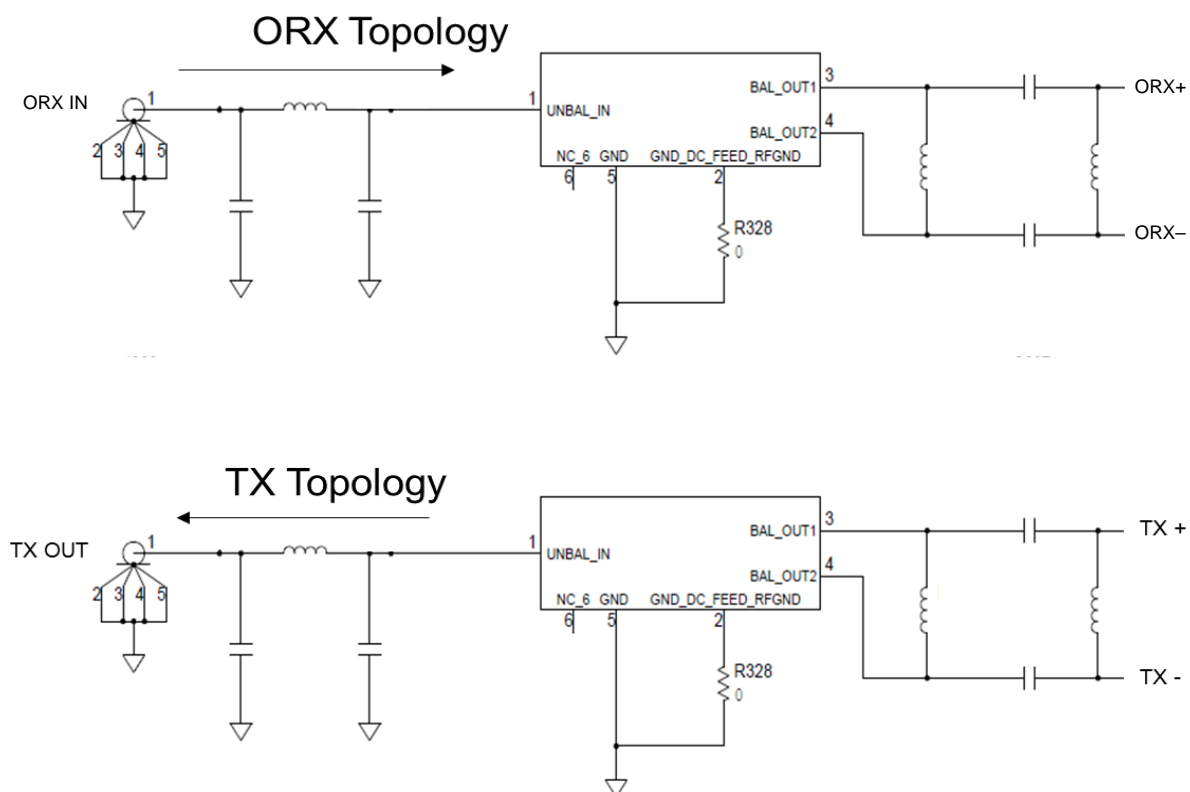 ORX Topology
ORX IN
1
2 3 4 5
1 UNBAL_IN
BAL_OUT1 3
BAL_OUT2 4
NC_6 GND GND_DC_FEED_RFGND
6 5 2
R328
0
ORX+
ORX–
TX Topology
TX OUT
1
2 3 4 5
1 UNBAL_IN
BAL_OUT1 3
BAL_OUT2 4
NC_6 GND GND_DC_FEED_RFGND
6 5 2
R328
0
TX +
TX -